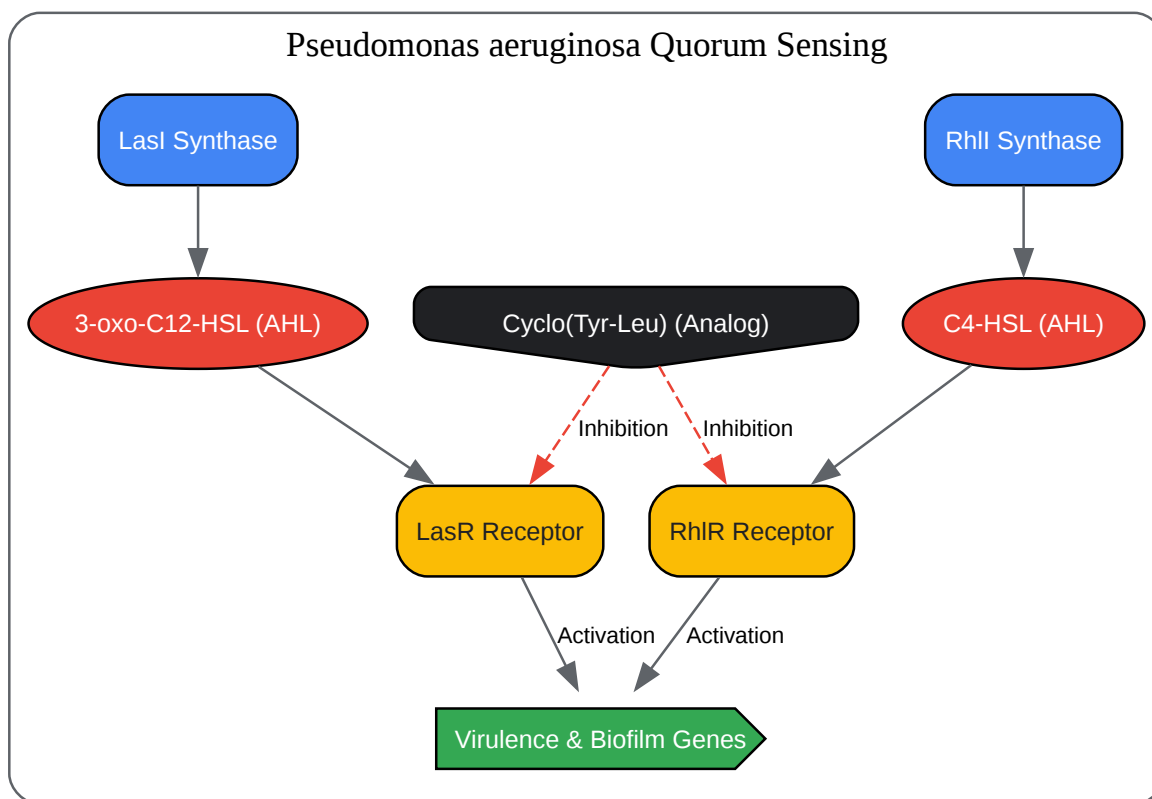 Pseudomonas aeruginosa Quorum Sensing
LasI Synthase
RhlI Synthase
3-oxo-C12-HSL (AHL)
Cyclo(Tyr-Leu) (Analog)
C4-HSL (AHL)
Inhibition
Inhibition
LasR Receptor
RhlR Receptor
Activation
Activation
Virulence & Biofilm Genes